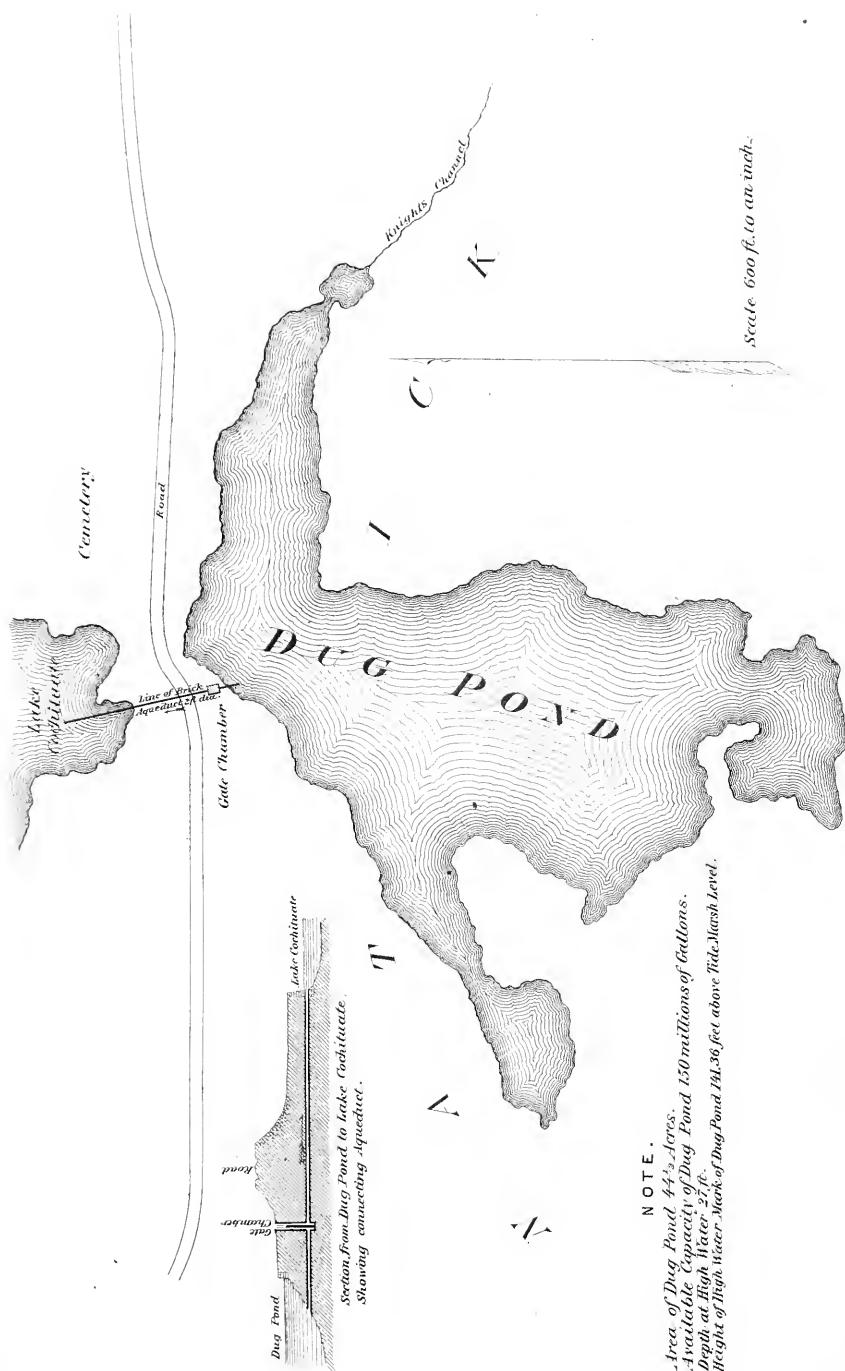 Lake
Cochituate
Cemetery
Road
Line of Brick
Aqueduct 2ft dia.
Gate Chamber
Knights Channel
DUG POND
NATICK
Dug Pond
Gate
Chamber
Road
Lake Cochituate
Section from Dug Pond to Lake Cochituate.
Showing connecting Aqueduct.
NOTE.
Area of Dug Pond 44½ Acres.
Available Capacity of Dug Pond 150 millions of Gallons.
Depth at High Water 27 ft.
Height of High Water Mark of Dug Pond 141.36 feet above Tide Marsh Level.
Scale 600 ft. to an inch.